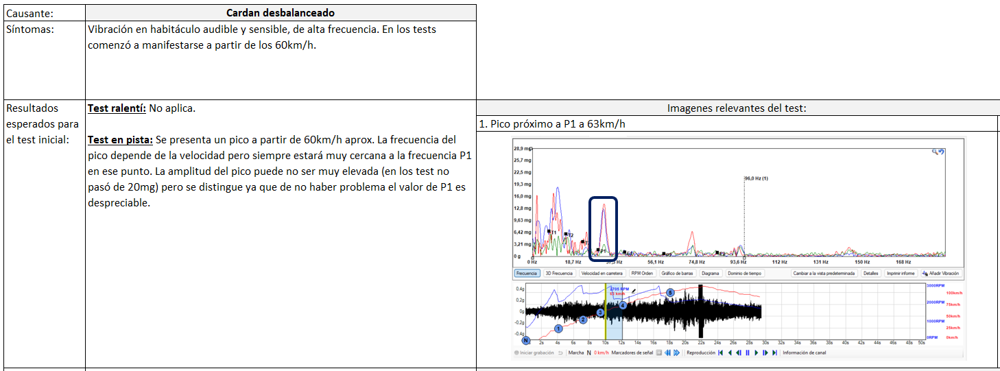 Causante:
Cardan desbalanceado
Síntomas:
Vibración en habitáculo audible y sensible, de alta frecuencia. En los tests
comenzó a manifestarse a partir de los 60km/h.
Resultados
esperados para
el test inicial:
Test ralentí: No aplica.
Test en pista: Se presenta un pico a partir de 60km/h aprox. La frecuencia del
pico depende de la velocidad pero siempre estará muy cercana a la frecuencia P1
en ese punto. La amplitud del pico puede no ser muy elevada (en los test no
pasó de 20mg) pero se distingue ya que de no haber problema el valor de P1 es
despreciable.
Imagenes relevantes del test:
1. Pico próximo a P1 a 63km/h
28,9 mg
25,7 mg
22,5 mg
19,3 mg
16,0 mg
12,8 mg
9,63 mg
6,42 mg
3,21 mg
0 g
96,0 Hz (1)
T1
T2
P1
0 Hz
18,7 Hz
56,1 Hz
74,8 Hz
93,6 Hz
112 Hz
131 Hz
150 Hz
168 Hz
Frecuencia
3D Frecuencia
Velocidad en carretera
RPM Orden
Gráfico de barras
Diagrama
Dominio de tempo
Cambiar a la vista predeterminada
Detalles
Imprimir informe
Añadir Vibración
0.4g
0.2g
0g
-0.2g
-0.4g
2705 RPM
N
1
2
3
4
5
3000RPM
2000RPM
1000RPM
0RPM
100km/h
75km/h
50km/h
25km/h
0km/h
2s 4s 6s 8s 10s 12s 14s 16s 18s 20s 22s 24s 26s 28s 30s 32s 34s 36s 38s 40s 42s 44s 46s 48s 50s
Iniciar grabación
Marcha N 0 km/h Marcadores de señal
Reproducción
Información de canal